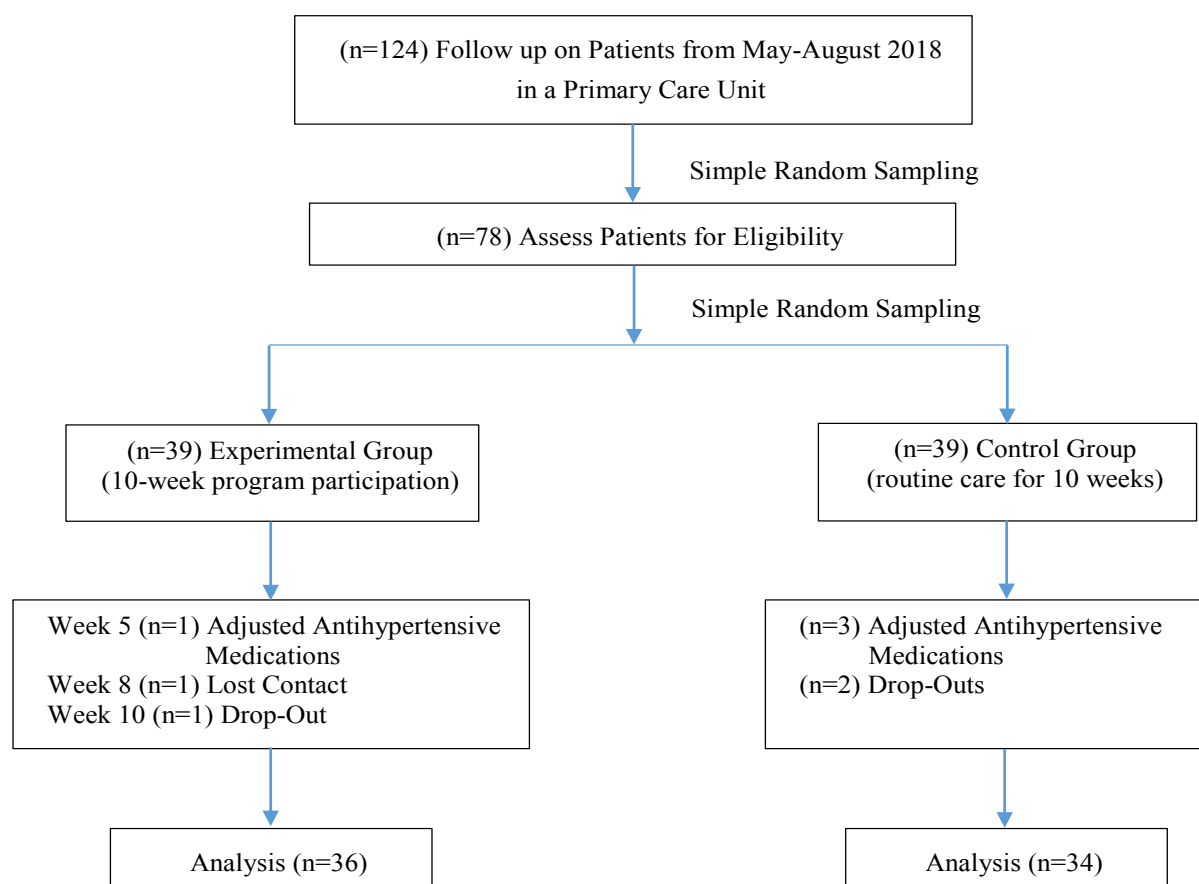 (n=124) Follow up on Patients from May-August 2018
in a Primary Care Unit
Simple Random Sampling
(n=78) Assess Patients for Eligibility
Simple Random Sampling
(n=39) Experimental Group
(10-week program participation)
(n=39) Control Group
(routine care for 10 weeks)
Week 5 (n=1) Adjusted Antihypertensive
Medications
Week 8 (n=1) Lost Contact
Week 10 (n=1) Drop-Out
(n=3) Adjusted Antihypertensive
Medications
(n=2) Drop-Outs
Analysis (n=36)
Analysis (n=34)